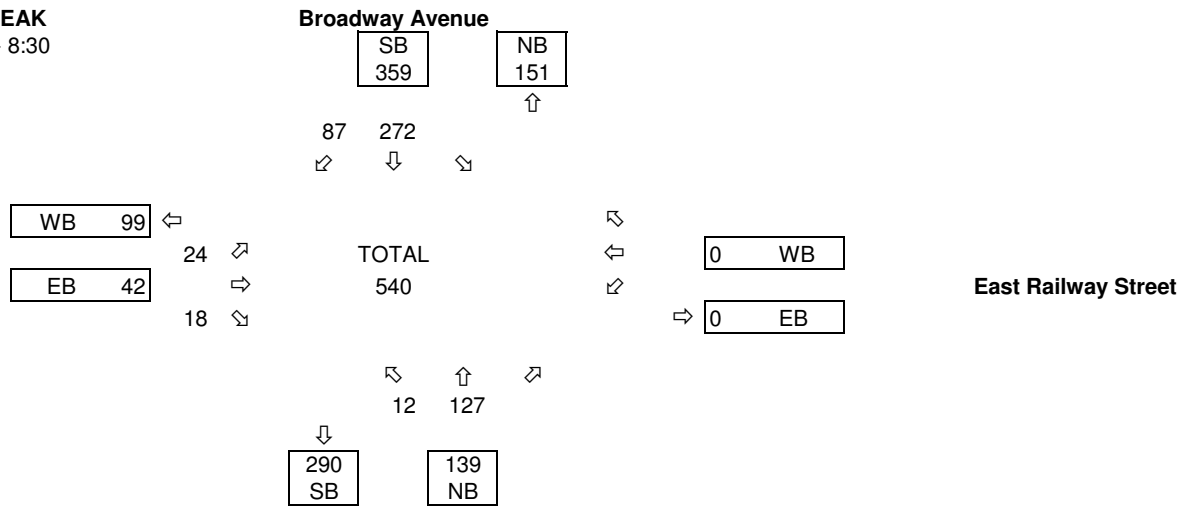 EAK Broadway Avenue
8:30 SB NB
359 151
⇧
87 272
⬃ ⇩ ⬂
WB 99 ⇦ ⬁
24 ⬀ TOTAL ⇦ 0 WB
EB 42 ⇨ 540 ⬃ East Railway Street
18 ⬂ ⇨ 0 EB
⬁ ⇧ ⬀
12 127
⇩
290 139
SB NB